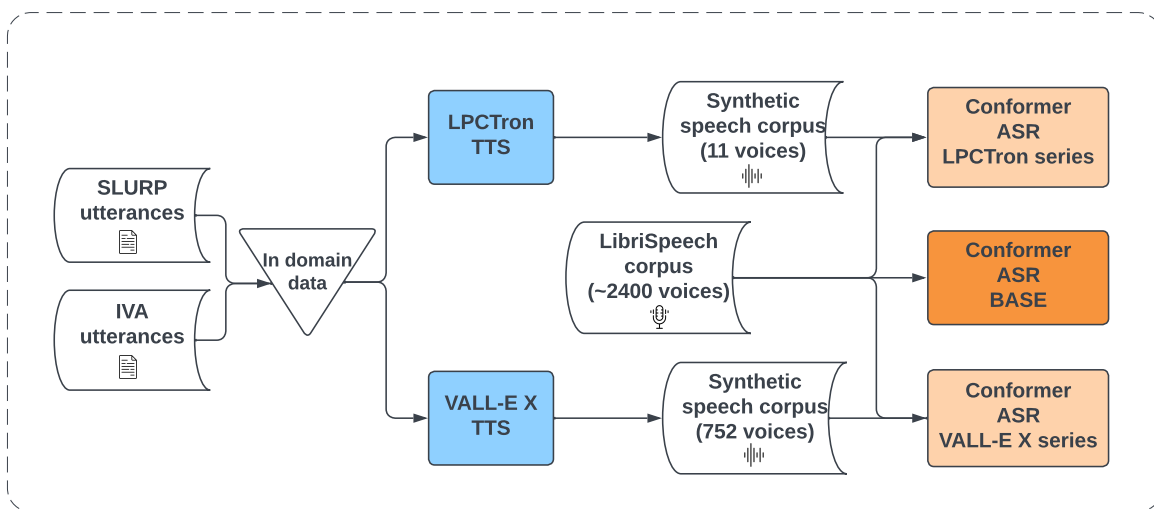 SLURP
utterances
IVA
utterances
In domain
data
LPCTron
TTS
VALL-E X
TTS
Synthetic
speech corpus
(11 voices)
LibriSpeech
corpus
(~2400 voices)
Synthetic
speech corpus
(752 voices)
Conformer
ASR
LPCTron series
Conformer
ASR
BASE
Conformer
ASR
VALL-E X series